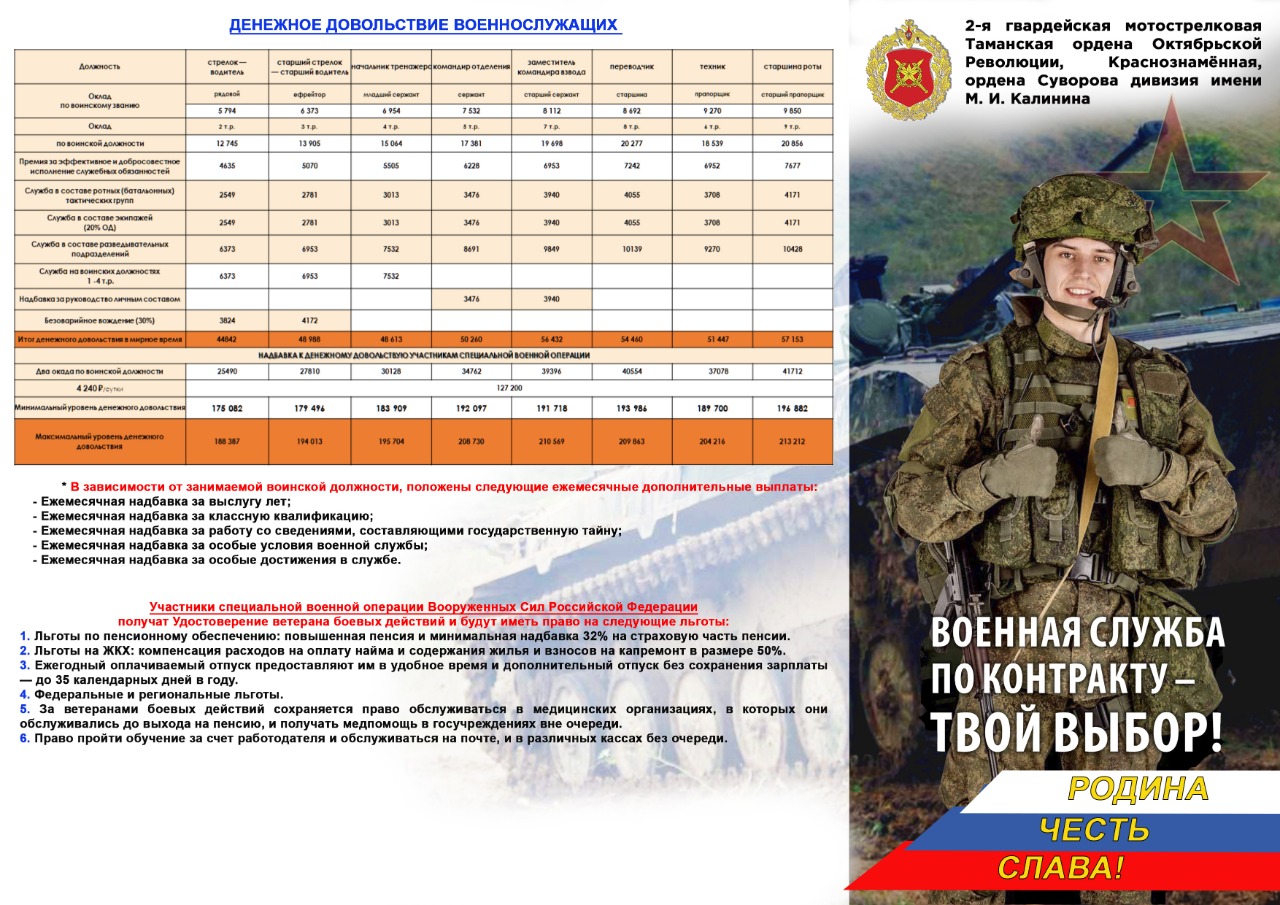 ДЕНЕЖНОЕ ДОВОЛЬСТВИЕ ВОЕННОСЛУЖАЩИХ
Должность стрелок — водитель старший стрелок — старший водитель начальник тренажера командир отделения заместитель командира взвода переводчик техник старшина роты
Оклад по воинскому званию рядовой ефрейтор младший сержант сержант старший сержант старшина прапорщик старший прапорщик
5 794 6 373 6 954 7 532 8 112 8 692 9 270 9 850
Оклад 2 т.р. 3 т.р. 4 т.р. 5 т.р. 7 т.р. 8 т.р. 6 т.р. 9 т.р.
по воинской должности 12 745 13 905 15 064 17 381 19 698 20 277 18 539 20 856
Премия за эффективное и добросовестное исполнение служебных обязанностей 4635 5070 5505 6228 6953 7242 6952 7677
Служба в составе ротных (батальонных) тактических групп 2549 2781 3013 3476 3940 4055 3708 4171
Служба в составе экипажей (20% ОД) 2549 2781 3013 3476 3940 4055 3708 4171
Служба в составе разведывательных подразделений 6373 6953 7532 8691 9849 10139 9270 10428
Служба на воинских должностях 1 -4 т.р. 6373 6953 7532
Надбавка за руководство личным составом 3476 3940
Безоварийное вождение (30%) 3824 4172
Итог денежного довольствия в мирное время 44842 48 988 48 613 50 260 56 432 54 460 51 447 57 153
НАДБАВКА К ДЕНЕЖНОМУ ДОВОЛЬСТВУЮ УЧАСТНИКАМ СПЕЦИАЛЬНОЙ ВОЕННОЙ ОПЕРАЦИИ
Два окада по воинской должности 25490 27810 30128 34762 39396 40554 37078 41712
4 240 ₽/сутки 127 200
Минимальный уровень денежного довольствия 175 082 179 496 183 909 192 097 191 718 193 986 189 700 196 882
Максимальный уровень денежного довольствия 188 387 194 013 195 704 208 730 210 569 209 863 204 216 213 212
* В зависимости от занимаемой воинской должности, положены следующие ежемесячные дополнительные выплаты:
- Ежемесячная надбавка за выслугу лет;
- Ежемесячная надбавка за классную квалификацию;
- Ежемесячная надбавка за работу со сведениями, составляющими государственную тайну;
- Ежемесячная надбавка за особые условия военной службы;
- Ежемесячная надбавка за особые достижения в службе.
Участники специальной военной операции Вооруженных Сил Российской Федерации
получат Удостоверение ветерана боевых действий и будут иметь право на следующие льготы:
1. Льготы по пенсионному обеспечению: повышенная пенсия и минимальная надбавка 32% на страховую часть пенсии.
2. Льготы на ЖКХ: компенсация расходов на оплату найма и содержания жилья и взносов на капремонт в размере 50%.
3. Ежегодный оплачиваемый отпуск предоставляют им в удобное время и дополнительный отпуск без сохранения зарплаты
— до 35 календарных дней в году.
4. Федеральные и региональные льготы.
5. За ветеранами боевых действий сохраняется право обслуживаться в медицинских организациях, в которых они
обслуживались до выхода на пенсию, и получать медпомощь в госучреждениях вне очереди.
6. Право пройти обучение за счет работодателя и обслуживаться на почте, и в различных кассах без очереди.
2-я гвардейская мотострелковая
Таманская ордена Октябрьской
Революции, Краснознамённая,
ордена Суворова дивизия имени
М. И. Калинина
ВОЕННАЯ СЛУЖБА
ПО КОНТРАКТУ –
ТВОЙ ВЫБОР!
РОДИНА
ЧЕСТЬ
СЛАВА!